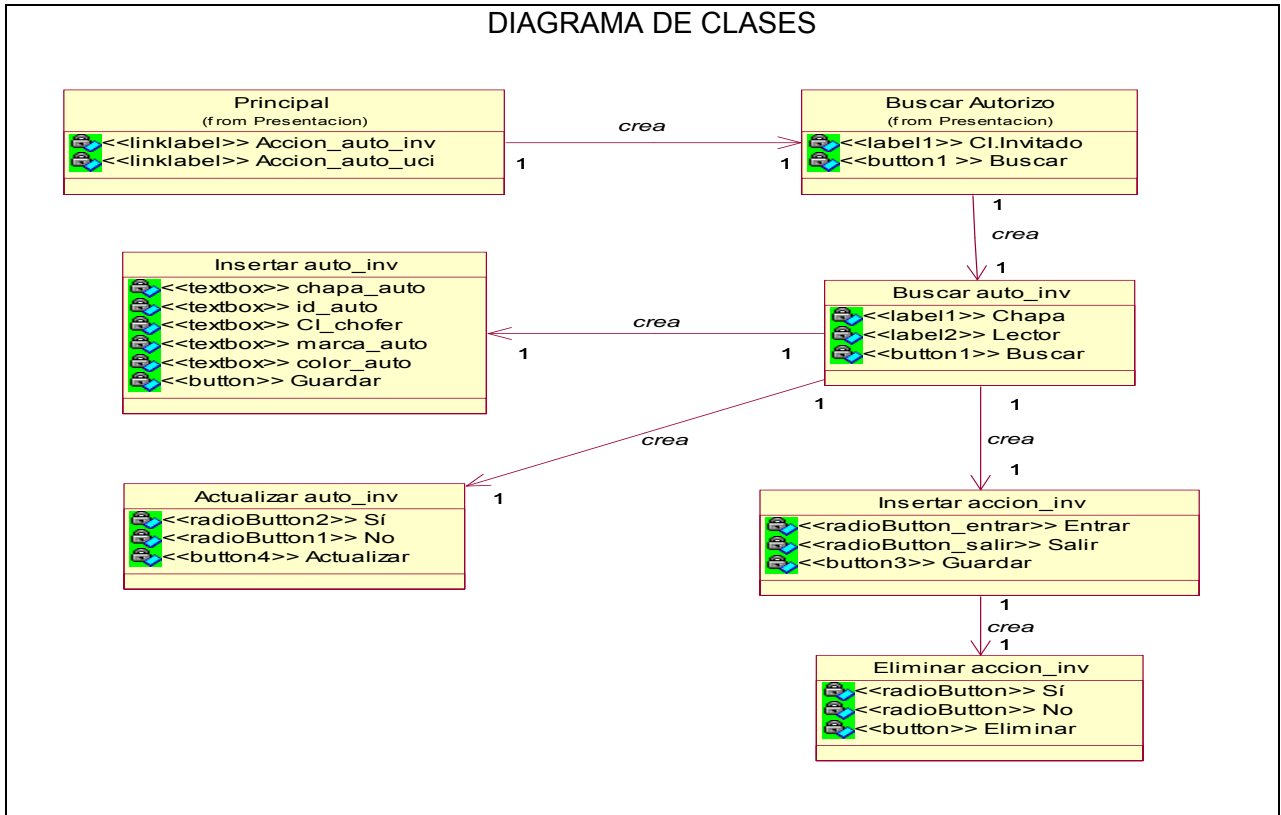 DIAGRAMA DE CLASES
Principal
(from Presentacion)
<<linklabel>> Accion_auto_inv
<<linklabel>> Accion_auto_uci
crea
1
1
Buscar Autorizo
(from Presentacion)
<<label1>> CI.Invitado
<<button1 >> Buscar
1
crea
1
Insertar auto_inv
<<textbox>> chapa_auto
<<textbox>> id_auto
<<textbox>> CI_chofer
<<textbox>> marca_auto
<<textbox>> color_auto
<<button>> Guardar
crea
1
1
Buscar auto_inv
<<label1>> Chapa
<<label2>> Lector
<<button1>> Buscar
1
crea
1
1
crea
1
Actualizar auto_inv
<<radioButton2>> Sí
<<radioButton1>> No
<<button4>> Actualizar
Insertar accion_inv
<<radioButton_entrar>> Entrar
<<radioButton_salir>> Salir
<<button3>> Guardar
1
crea
1
Eliminar accion_inv
<<radioButton>> Sí
<<radioButton>> No
<<button>> Eliminar